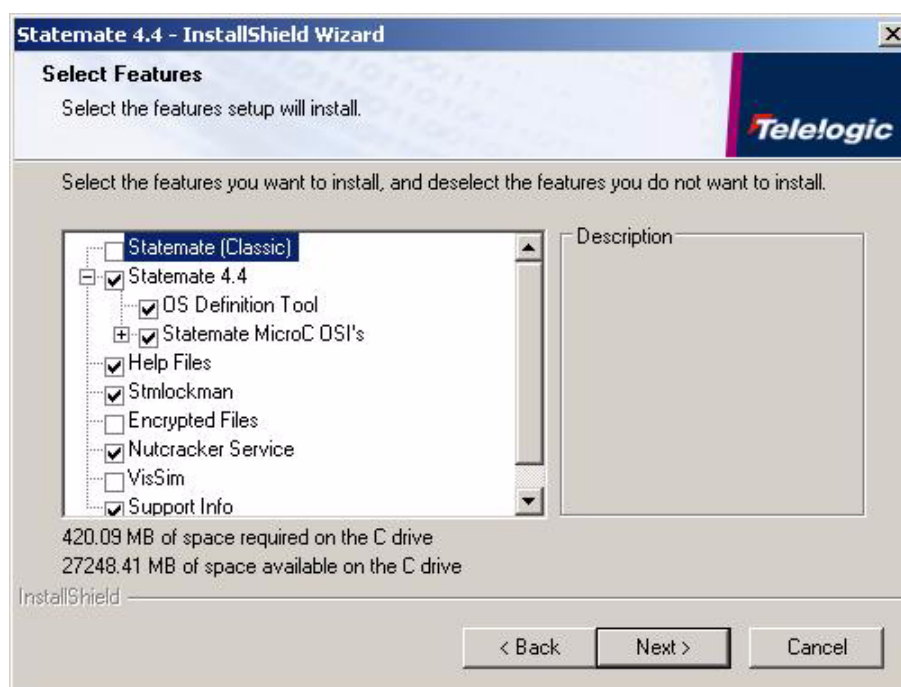 Statemate 4.4 - InstallShield Wizard
Select Features
Select the features setup will install.
Telelogic
Select the features you want to install, and deselect the features you do not want to install.
Statemate (Classic)
Statemate 4.4
OS Definition Tool
Statemate MicroC OSI's
Help Files
Stmlockman
Encrypted Files
Nutcracker Service
VisSim
Support Info
Description
420.09 MB of space required on the C drive
27248.41 MB of space available on the C drive
InstallShield
< Back
Next >
Cancel